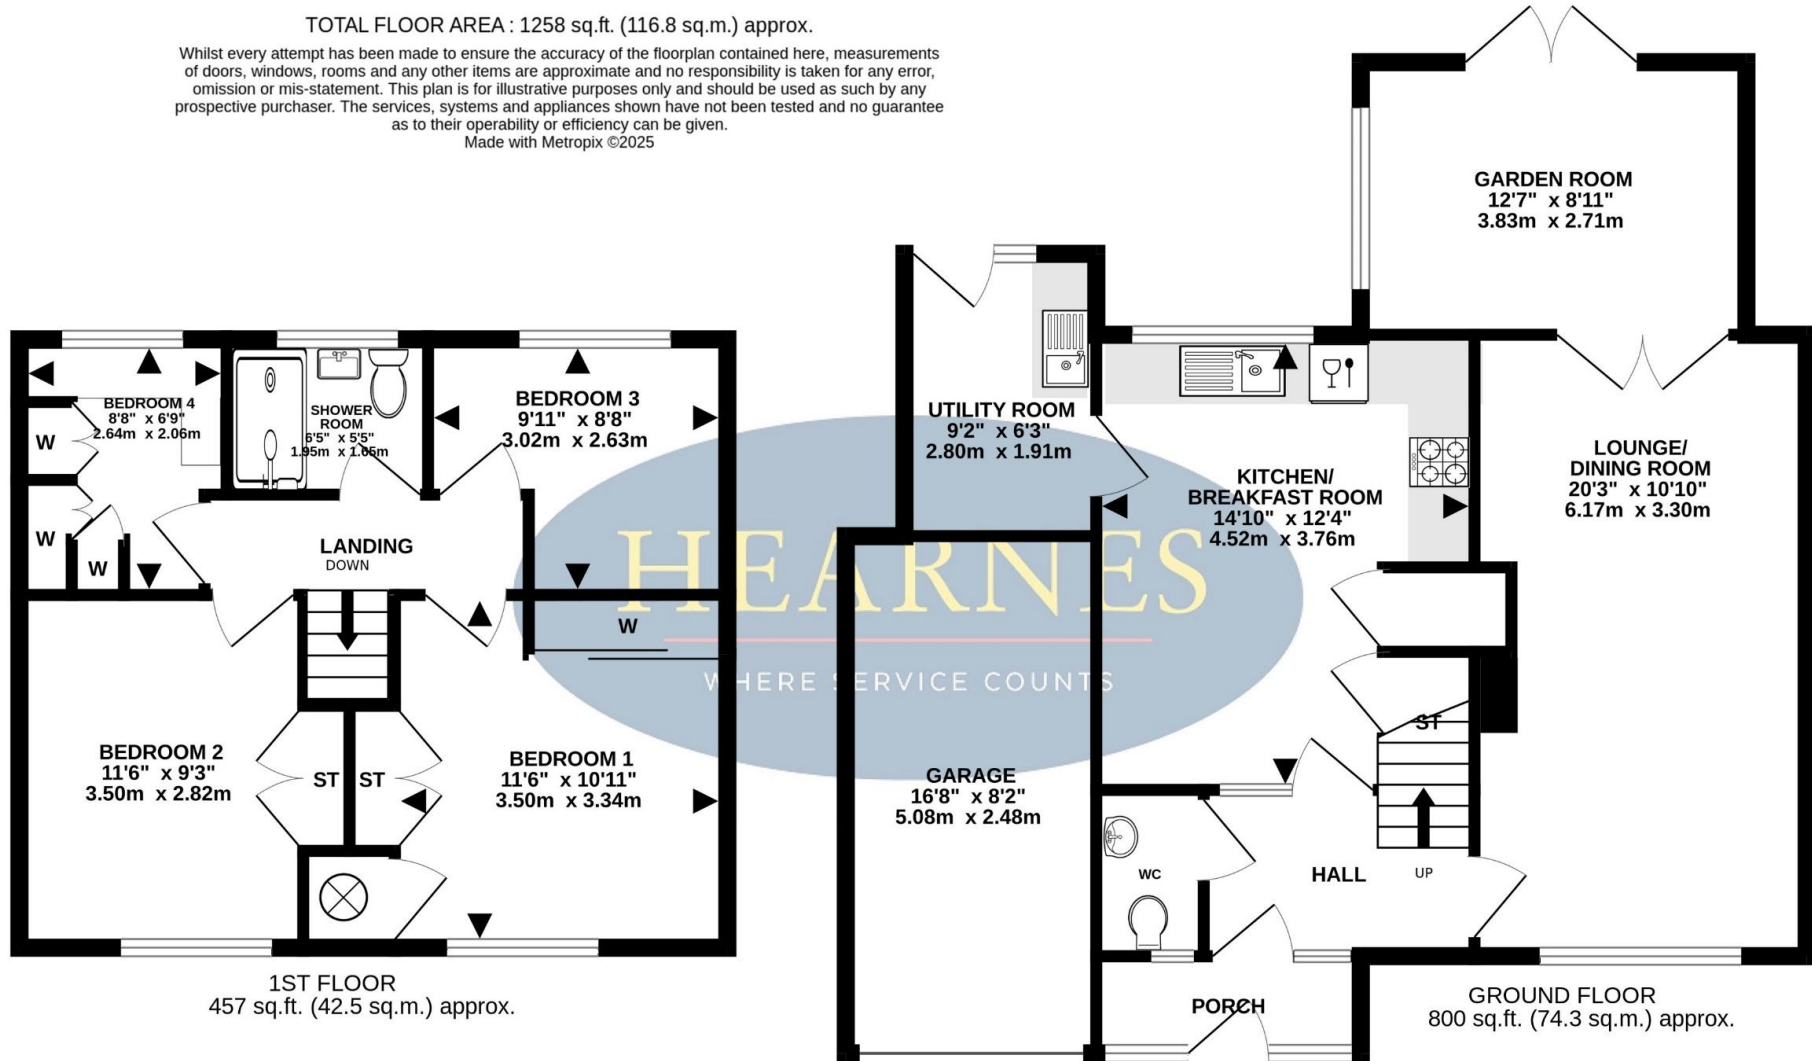 TOTAL FLOOR AREA : 1258 sq.ft. (116.8 sq.m.) approx.
Whilst every attempt has been made to ensure the accuracy of the floorplan contained here, measurements
of doors, windows, rooms and any other items are approximate and no responsibility is taken for any error,
omission or mis-statement. This plan is for illustrative purposes only and should be used as such by any
prospective purchaser. The services, systems and appliances shown have not been tested and no guarantee
as to their operability or efficiency can be given.
Made with Metropix ©2025
BEDROOM 4
8'8" x 6'9"
2.64m x 2.06m
W
W
W
SHOWER
ROOM
6'5" x 5'5"
1.95m x 1.65m
BEDROOM 3
9'11" x 8'8"
3.02m x 2.63m
LANDING
DOWN
W
BEDROOM 2
11'6" x 9'3"
3.50m x 2.82m
ST
ST
BEDROOM 1
11'6" x 10'11"
3.50m x 3.34m
1ST FLOOR
457 sq.ft. (42.5 sq.m.) approx.
HEARNES
WHERE SERVICE COUNTS
GARDEN ROOM
12'7" x 8'11"
3.83m x 2.71m
UTILITY ROOM
9'2" x 6'3"
2.80m x 1.91m
KITCHEN/
BREAKFAST ROOM
14'10" x 12'4"
4.52m x 3.76m
LOUNGE/
DINING ROOM
20'3" x 10'10"
6.17m x 3.30m
ST
GARAGE
16'8" x 8'2"
5.08m x 2.48m
WC
HALL
UP
PORCH
GROUND FLOOR
800 sq.ft. (74.3 sq.m.) approx.